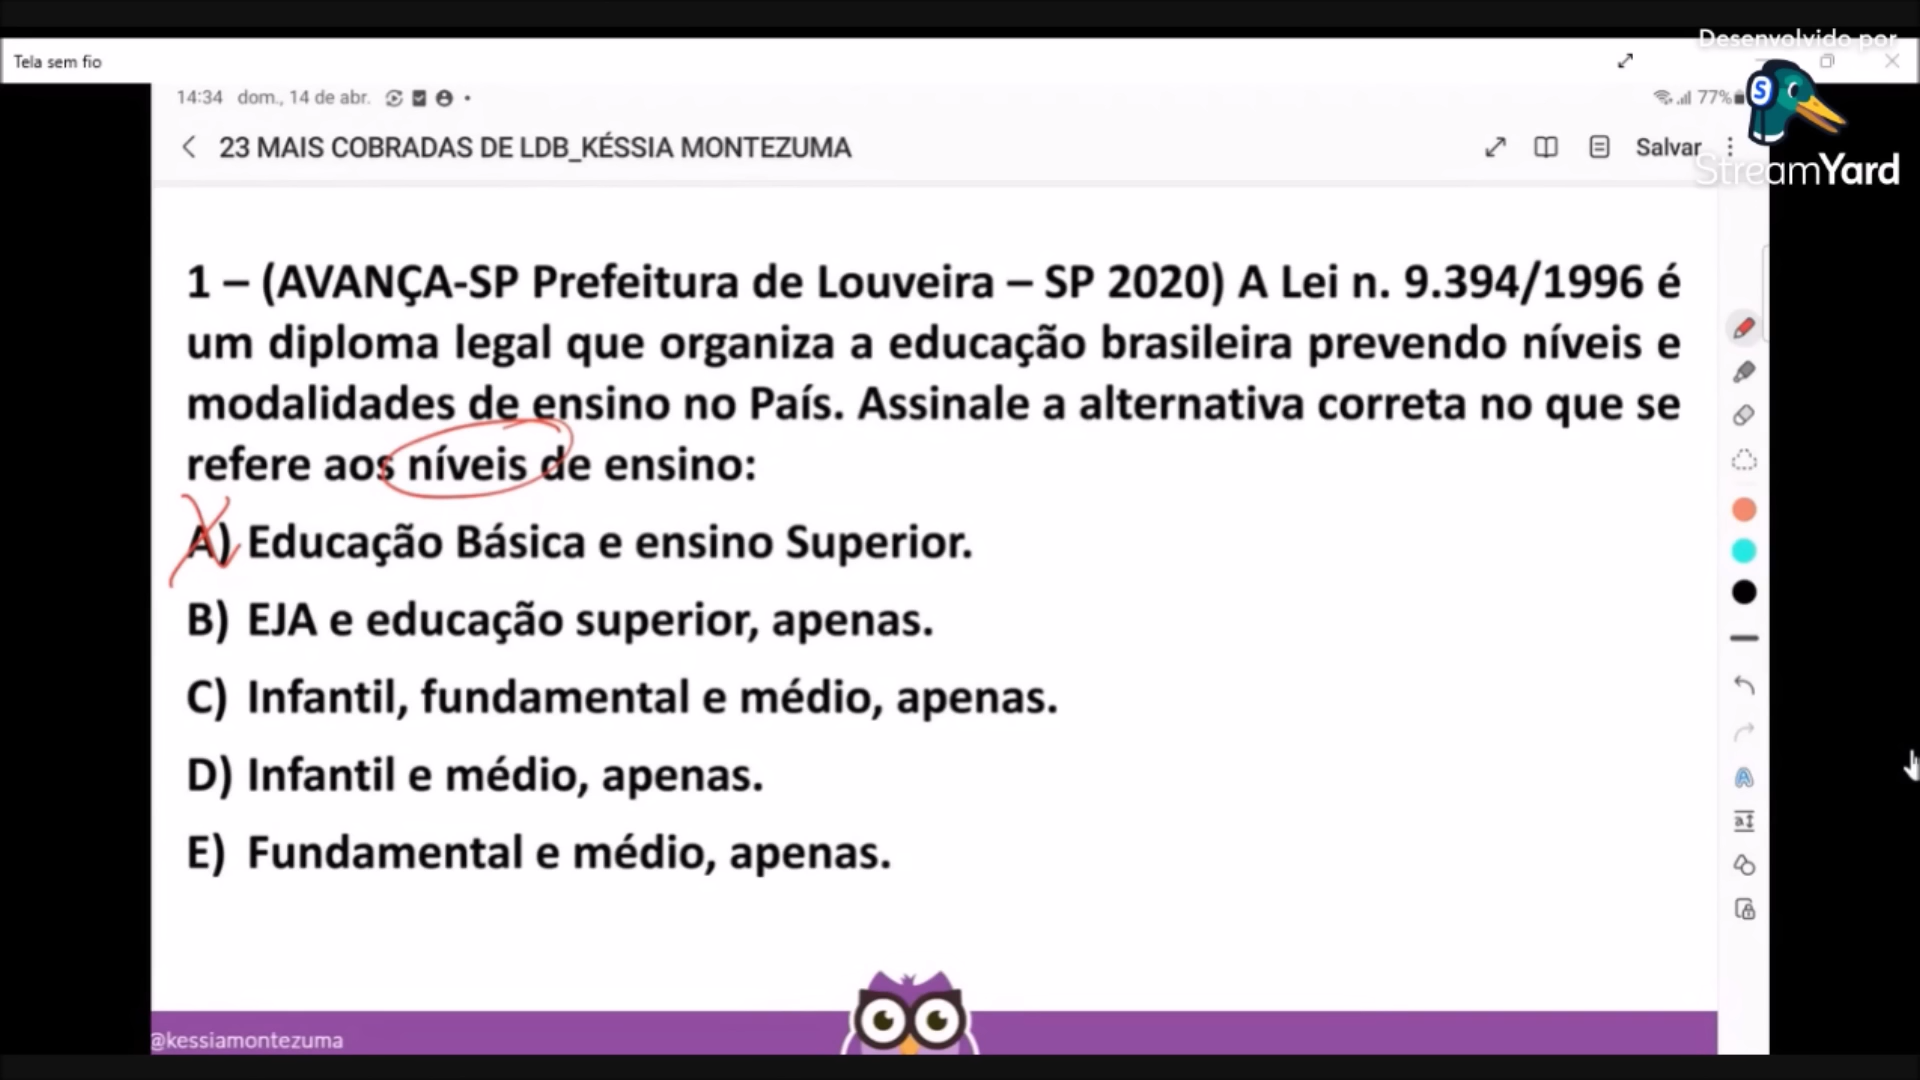 Desenvolvido por
Tela sem fio
14:34 dom., 14 de abr.
77%
23 MAIS COBRADAS DE LDB_KÉSSIA MONTEZUMA
Salvar
StreamYard
1 – (AVANÇA-SP Prefeitura de Louveira – SP 2020) A Lei n. 9.394/1996 é
um diploma legal que organiza a educação brasileira prevendo níveis e
modalidades de ensino no País. Assinale a alternativa correta no que se
refere aos níveis de ensino:
A) Educação Básica e ensino Superior.
B) EJA e educação superior, apenas.
C) Infantil, fundamental e médio, apenas.
D) Infantil e médio, apenas.
E) Fundamental e médio, apenas.
@kessiamontezuma